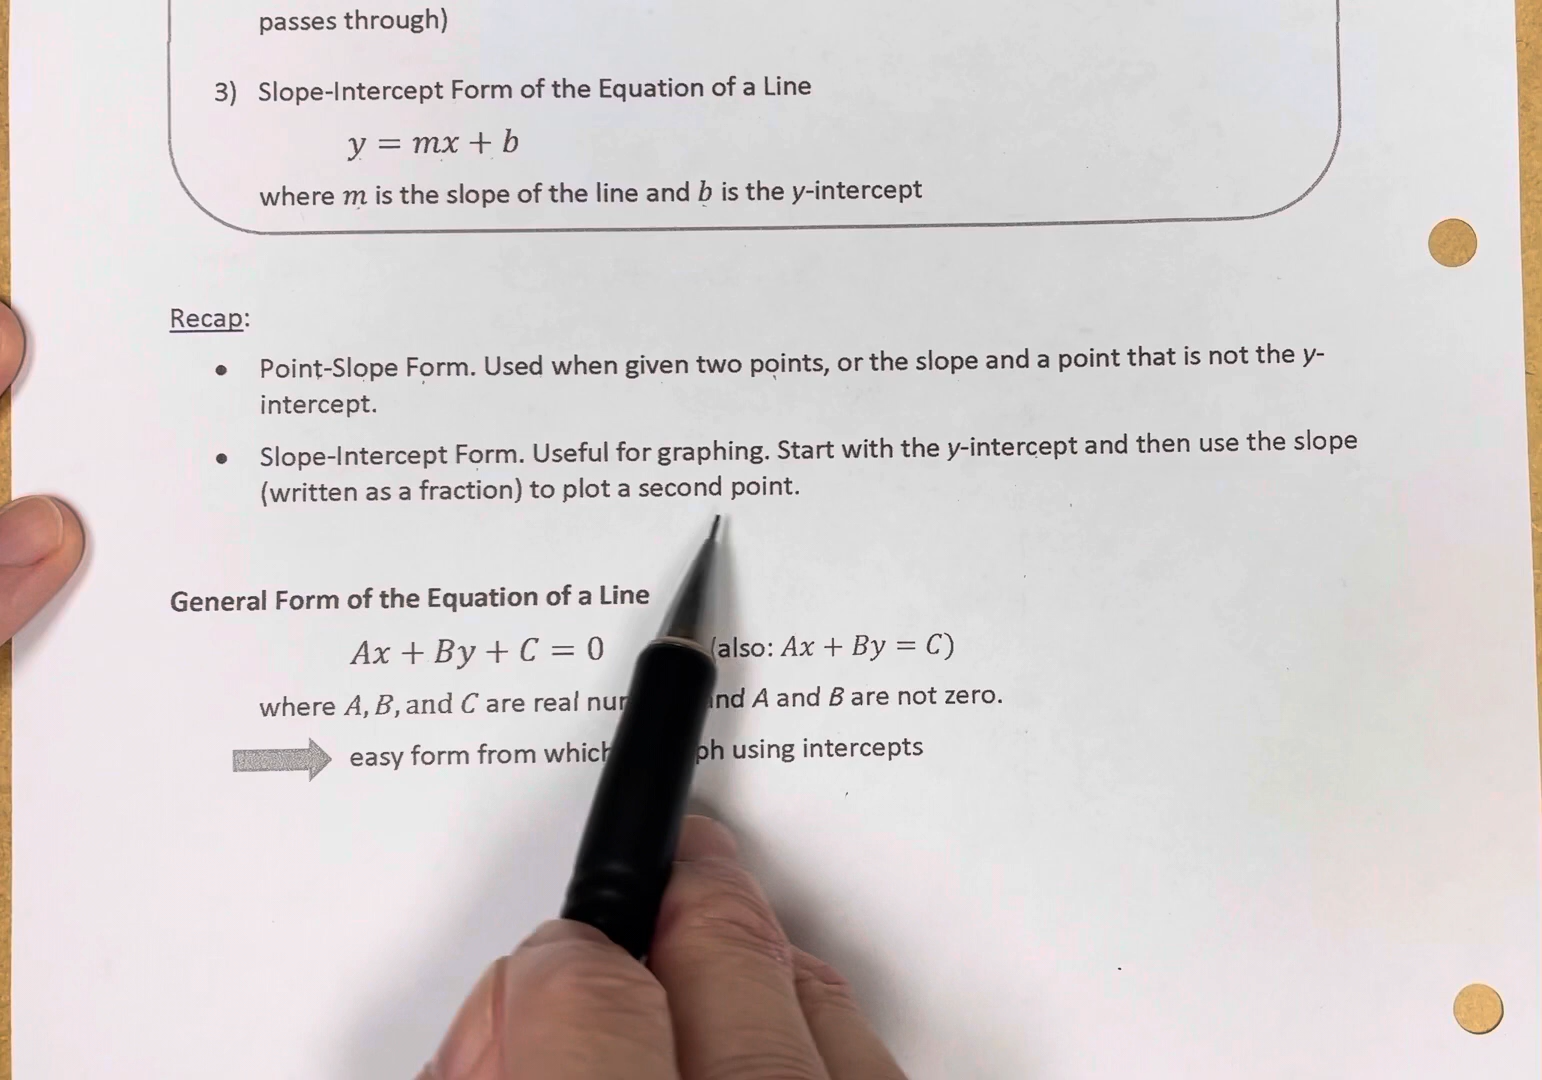 passes through)
3) Slope-Intercept Form of the Equation of a Line
y = mx + b
where m is the slope of the line and b is the y-intercept
Recap:
• Point-Slope Form. Used when given two points, or the slope and a point that is not the y-
intercept.
• Slope-Intercept Form. Useful for graphing. Start with the y-intercept and then use the slope
(written as a fraction) to plot a second point.
General Form of the Equation of a Line
Ax + By + C = 0 (also: Ax + By = C)
where A, B, and C are real A and B are not zero.
easy form from using intercepts